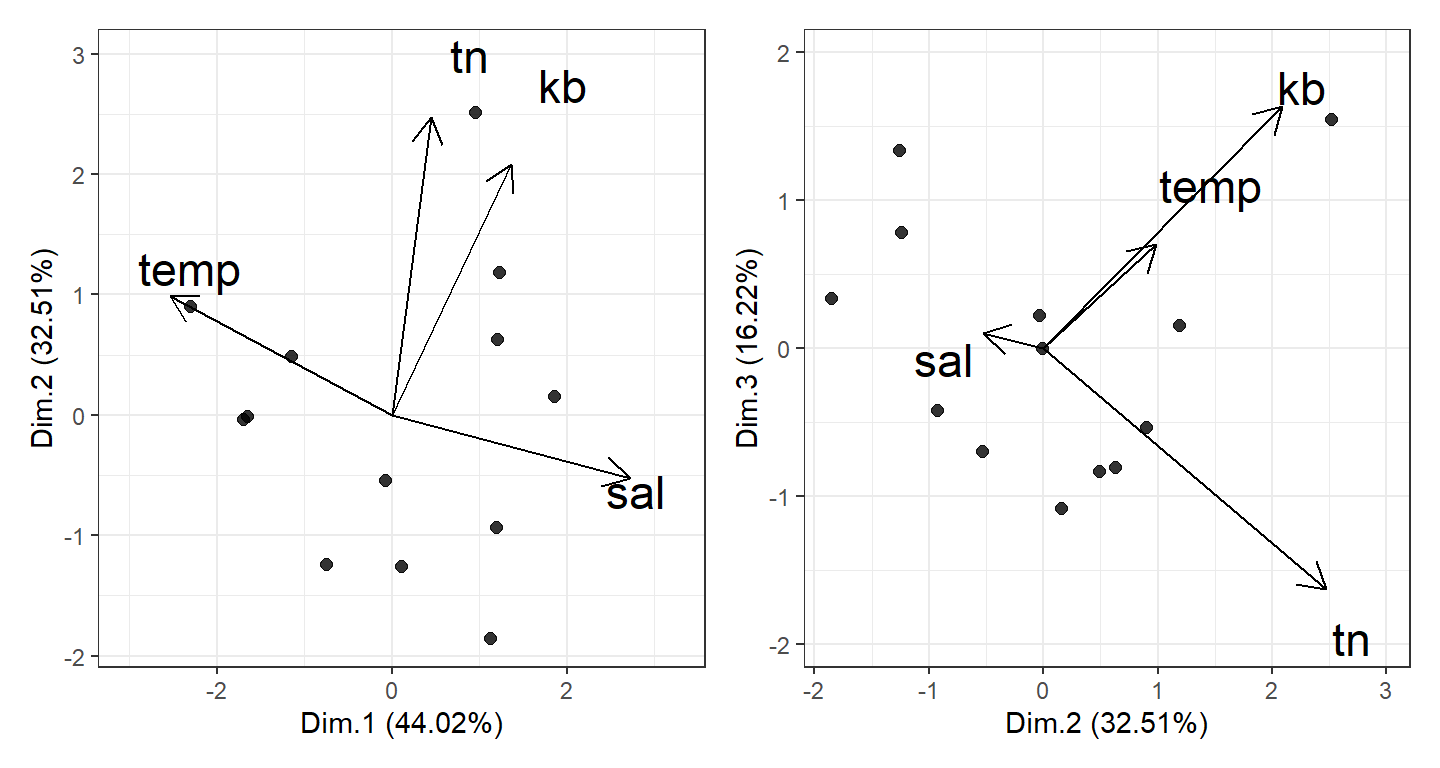 3
2
1
0
-1
-2
Dim.2 (32.51%)
tn
kb
temp
sal
-2
0
2
Dim.1 (44.02%)
2
1
0
-1
-2
Dim.3 (16.22%)
kb
temp
sal
tn
-2
-1
0
1
2
3
Dim.2 (32.51%)